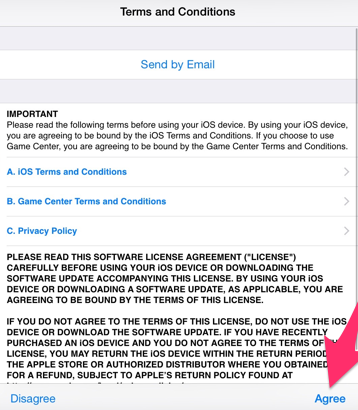 Terms and Conditions
Send by Email
IMPORTANT
Please read the following terms before using your iOS device. By using your iOS
device, you are agreeing to be bound by the iOS Terms and Conditions. If you choose to use
Game Center, you are agreeing to be bound by the Game Center Terms and Conditions.
A. iOS Terms and Conditions
B. Game Center Terms and Conditions
C. Privacy Policy
PLEASE READ THIS SOFTWARE LICENSE AGREEMENT ("LICENSE")
CAREFULLY BEFORE USING YOUR iOS DEVICE OR DOWNLOADING THE
SOFTWARE UPDATE ACCOMPANYING THIS LICENSE. BY USING YOUR iOS
DEVICE OR DOWNLOADING A SOFTWARE UPDATE, AS APPLICABLE, YOU ARE
AGREEING TO BE BOUND BY THE TERMS OF THIS LICENSE.
IF YOU DO NOT AGREE TO THE TERMS OF THIS LICENSE, DO NOT USE THE iOS
DEVICE OR DOWNLOAD THE SOFTWARE UPDATE. IF YOU HAVE RECENTLY
PURCHASED AN iOS DEVICE AND YOU DO NOT AGREE TO THE TERMS OF
LICENSE, YOU MAY RETURN THE iOS DEVICE WITHIN THE RETURN PERIOD
THE APPLE STORE OR AUTHORIZED DISTRIBUTOR WHERE YOU OBTAINED
FOR A REFUND, SUBJECT TO APPLE'S RETURN POLICY FOUND AT
Disagree
Agree